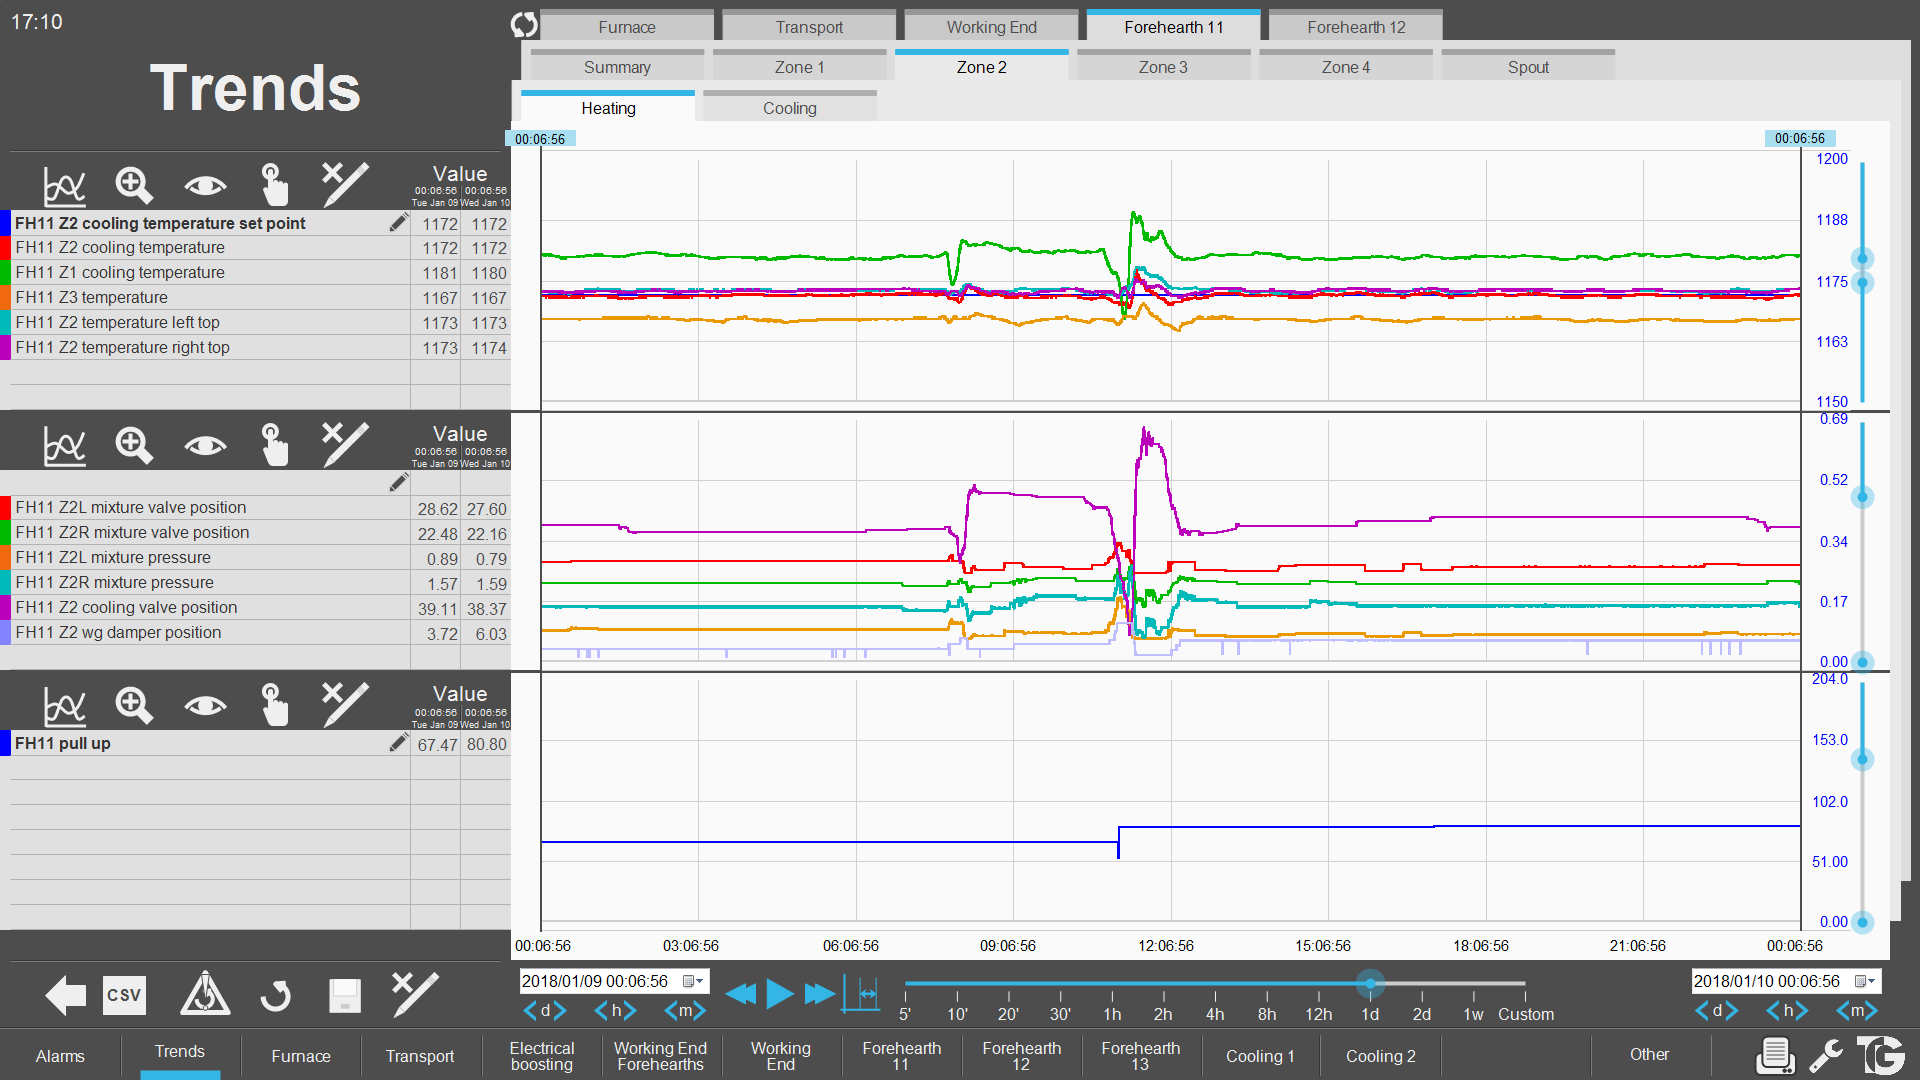 17:10
Trends
Furnace Transport Working End Forehearth 11 Forehearth 12
Summary Zone 1 Zone 2 Zone 3 Zone 4 Spout
Heating Cooling
00:06:56 00:06:56
Value
00:06:56 00:06:56
Tue Jan 09 Wed Jan 10
FH11 Z2 cooling temperature set point 1172 1172
FH11 Z2 cooling temperature 1172 1172
FH11 Z1 cooling temperature 1181 1180
FH11 Z3 temperature 1167 1167
FH11 Z2 temperature left top 1173 1173
FH11 Z2 temperature right top 1173 1174
1200
1188
1175
1163
1150
Value
00:06:56 00:06:56
Tue Jan 09 Wed Jan 10
FH11 Z2L mixture valve position 28.62 27.60
FH11 Z2R mixture valve position 22.48 22.16
FH11 Z2L mixture pressure 0.89 0.79
FH11 Z2R mixture pressure 1.57 1.59
FH11 Z2 cooling valve position 39.11 38.37
FH11 Z2 wg damper position 3.72 6.03
0.69
0.52
0.34
0.17
0.00
Value
00:06:56 00:06:56
Tue Jan 09 Wed Jan 10
FH11 pull up 67.47 80.80
204.0
153.0
102.0
51.00
0.00
00:06:56 03:06:56 06:06:56 09:06:56 12:06:56 15:06:56 18:06:56 21:06:56 00:06:56
CSV
2018/01/09 00:06:56
d h m
5' 10' 20' 30' 1h 2h 4h 8h 12h 1d 2d 1w Custom
2018/01/10 00:06:56
d h m
Alarms Trends Furnace Transport
Electrical
boosting
Working End
Forehearths
Working
End
Forehearth
11
Forehearth
12
Forehearth
13
Cooling 1 Cooling 2 Other
TG